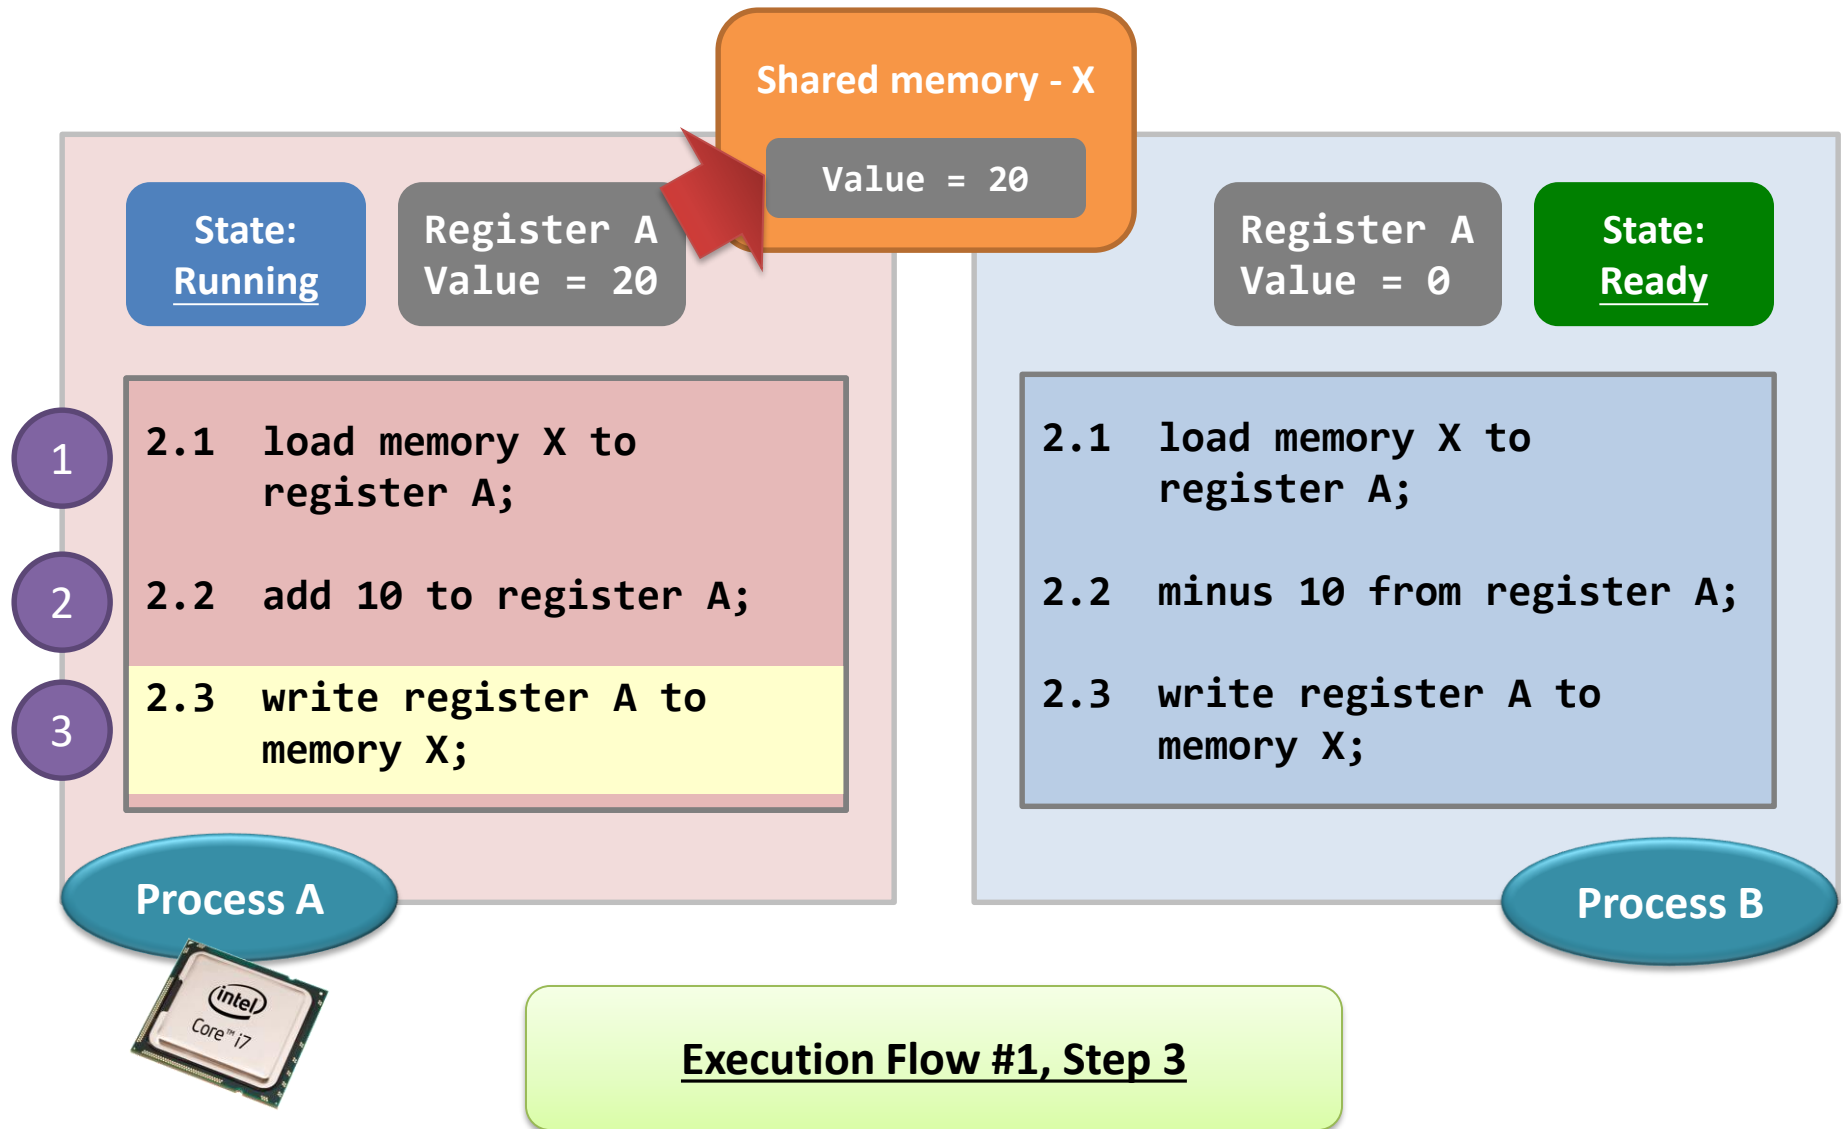 Shared memory - X
Value = 20
State:
Running
Register A
Value = 20
Register A
Value = 0
State:
Ready
1
2.1 load memory X to
register A;
2
2.2 add 10 to register A;
3
2.3 write register A to
memory X;
2.1 load memory X to
register A;
2.2 minus 10 from register A;
2.3 write register A to
memory X;
Process A
Process B
intel
Core™ i7
Execution Flow #1, Step 3